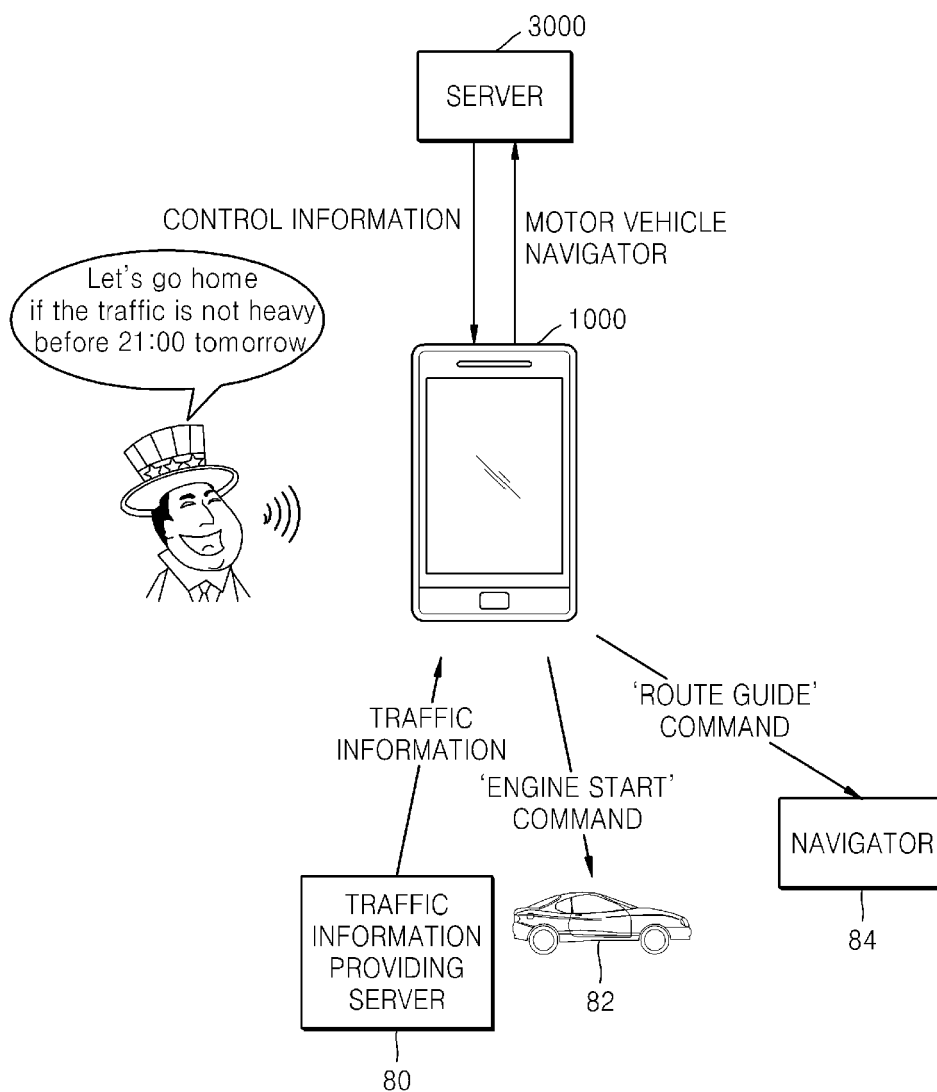 3000
SERVER
CONTROL INFORMATION
MOTOR VEHICLE
NAVIGATOR
Let's go home
if the traffic is not heavy
before 21:00 tomorrow
1000
TRAFFIC
INFORMATION
'ROUTE GUIDE'
COMMAND
'ENGINE START'
COMMAND
NAVIGATOR
84
TRAFFIC
INFORMATION
PROVIDING
SERVER
82
80